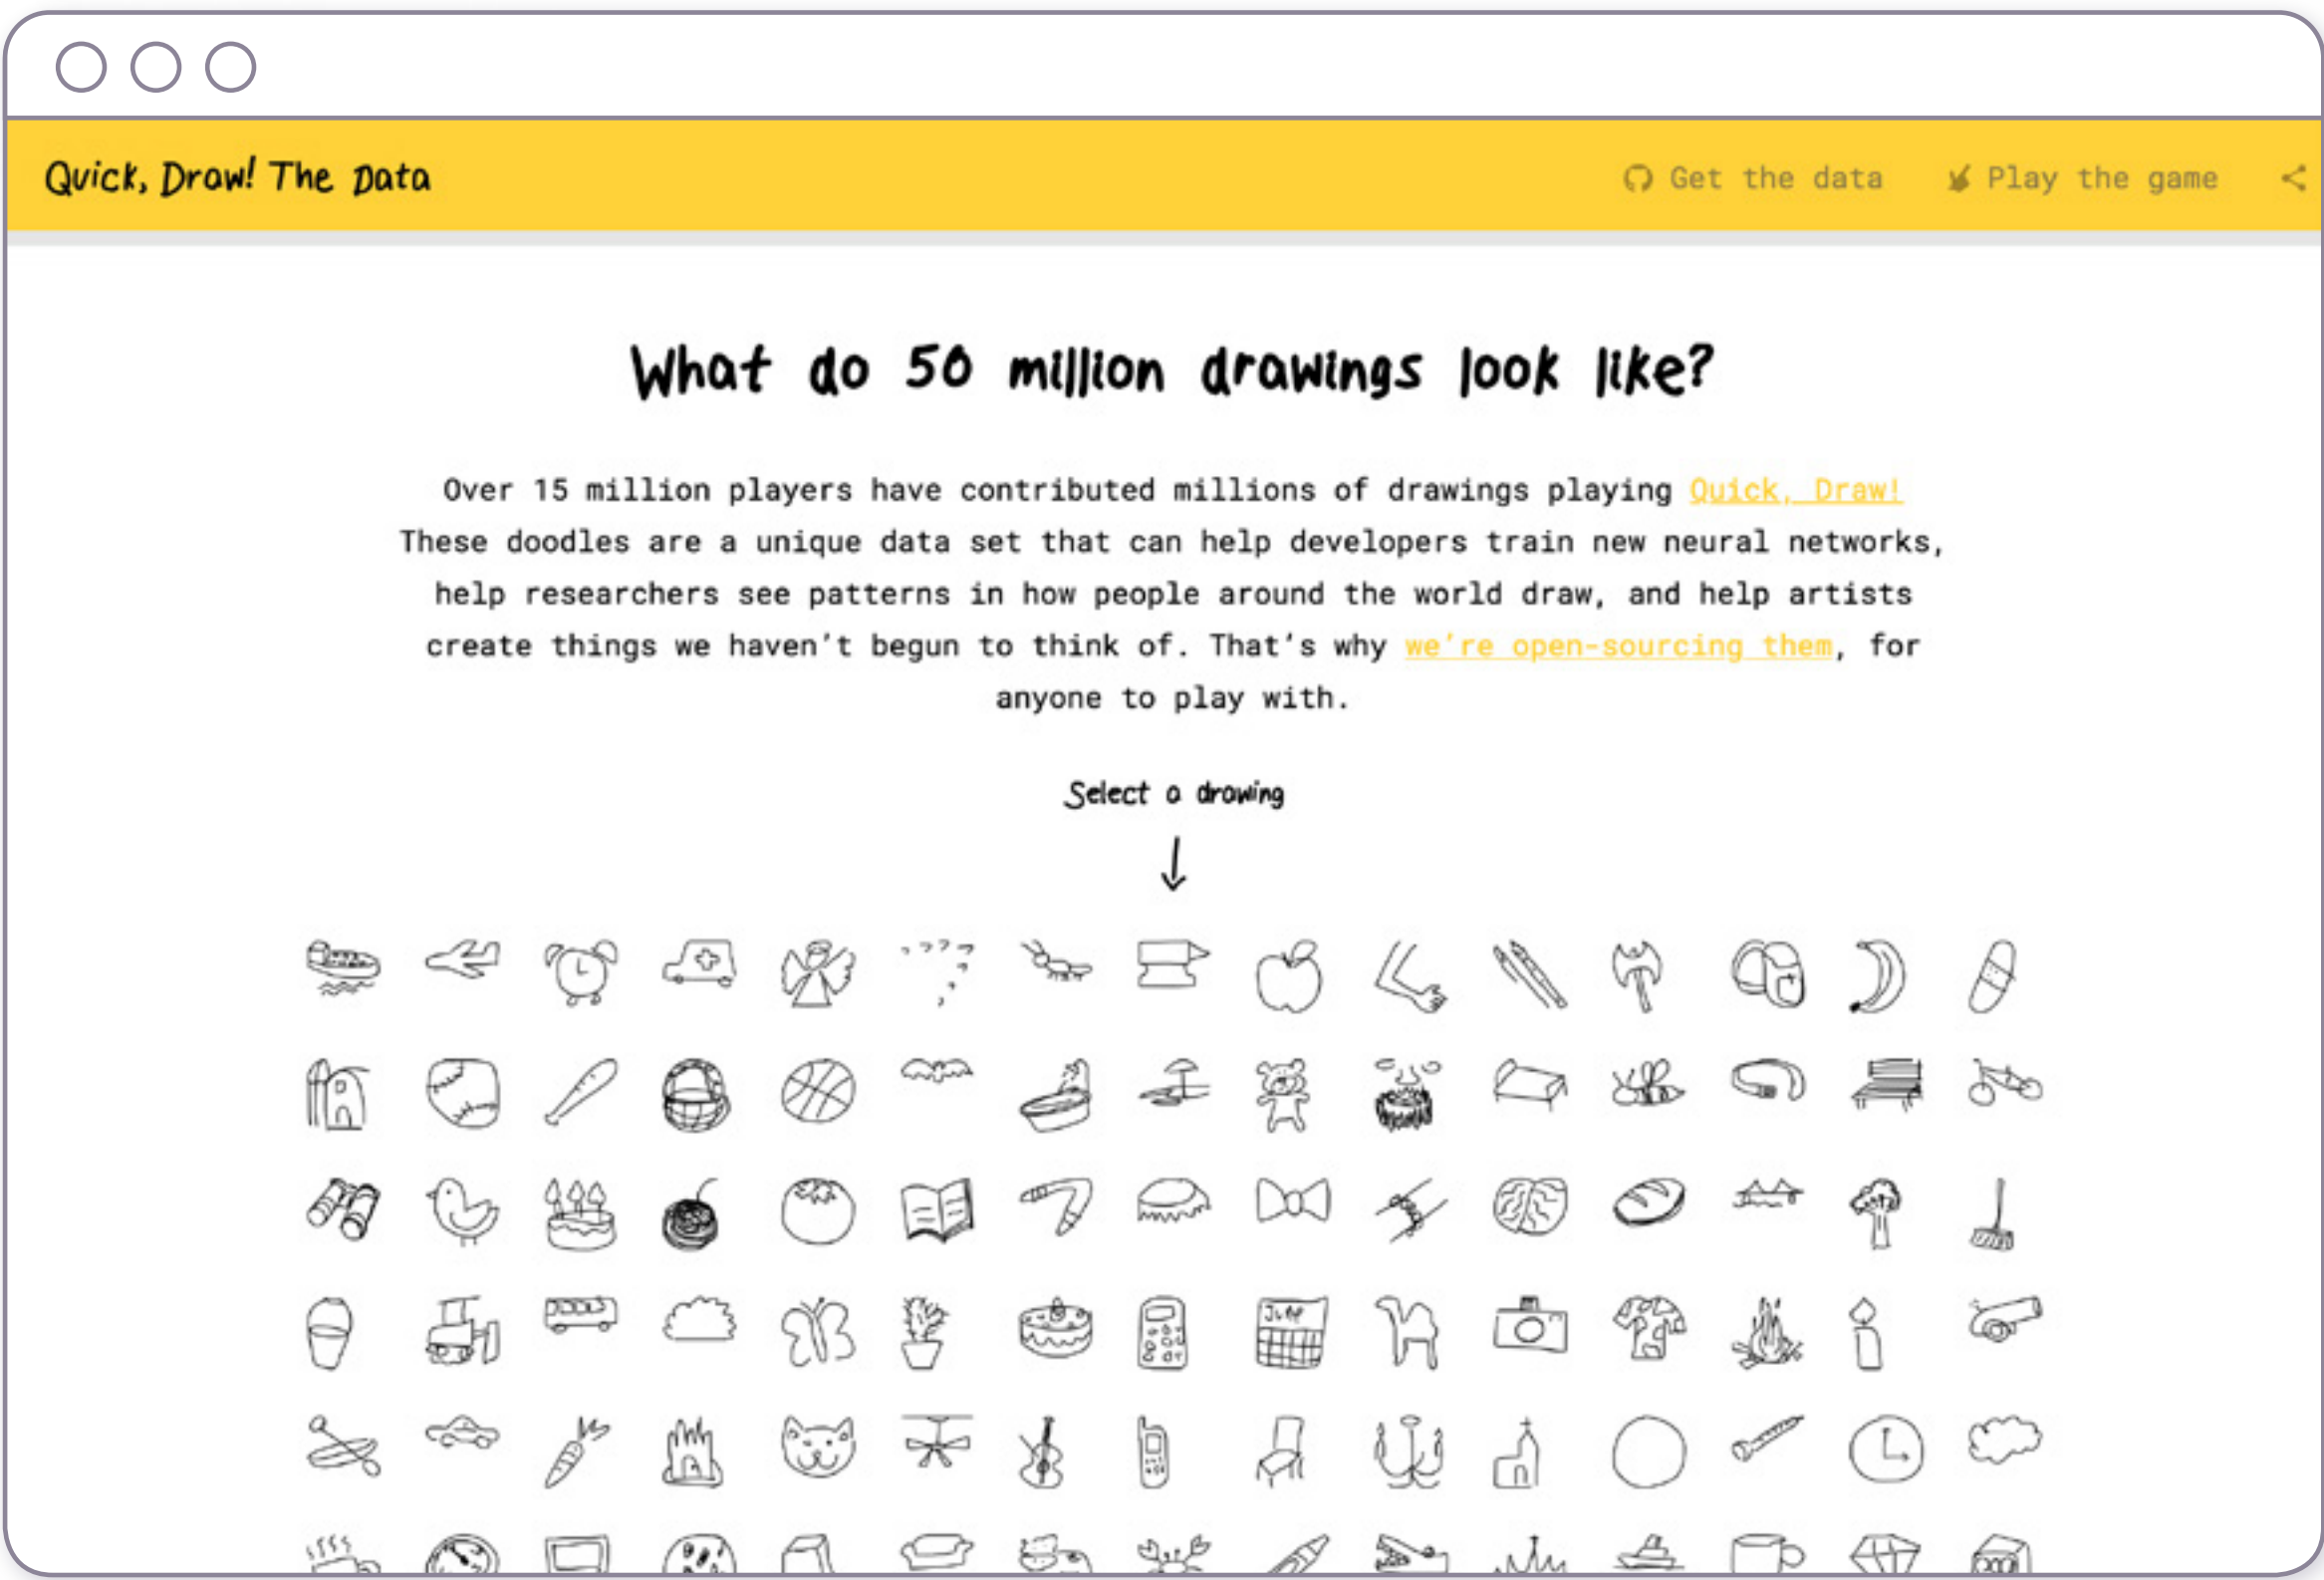 Quick, Draw! The Data
Get the data
Play the game
What do 50 million drawings look like?
Over 15 million players have contributed millions of drawings playing Quick, Draw!
These doodles are a unique data set that can help developers train new neural networks,
help researchers see patterns in how people around the world draw, and help artists
create things we haven't begun to think of. That's why we're open-sourcing them, for
anyone to play with.
Select a drawing